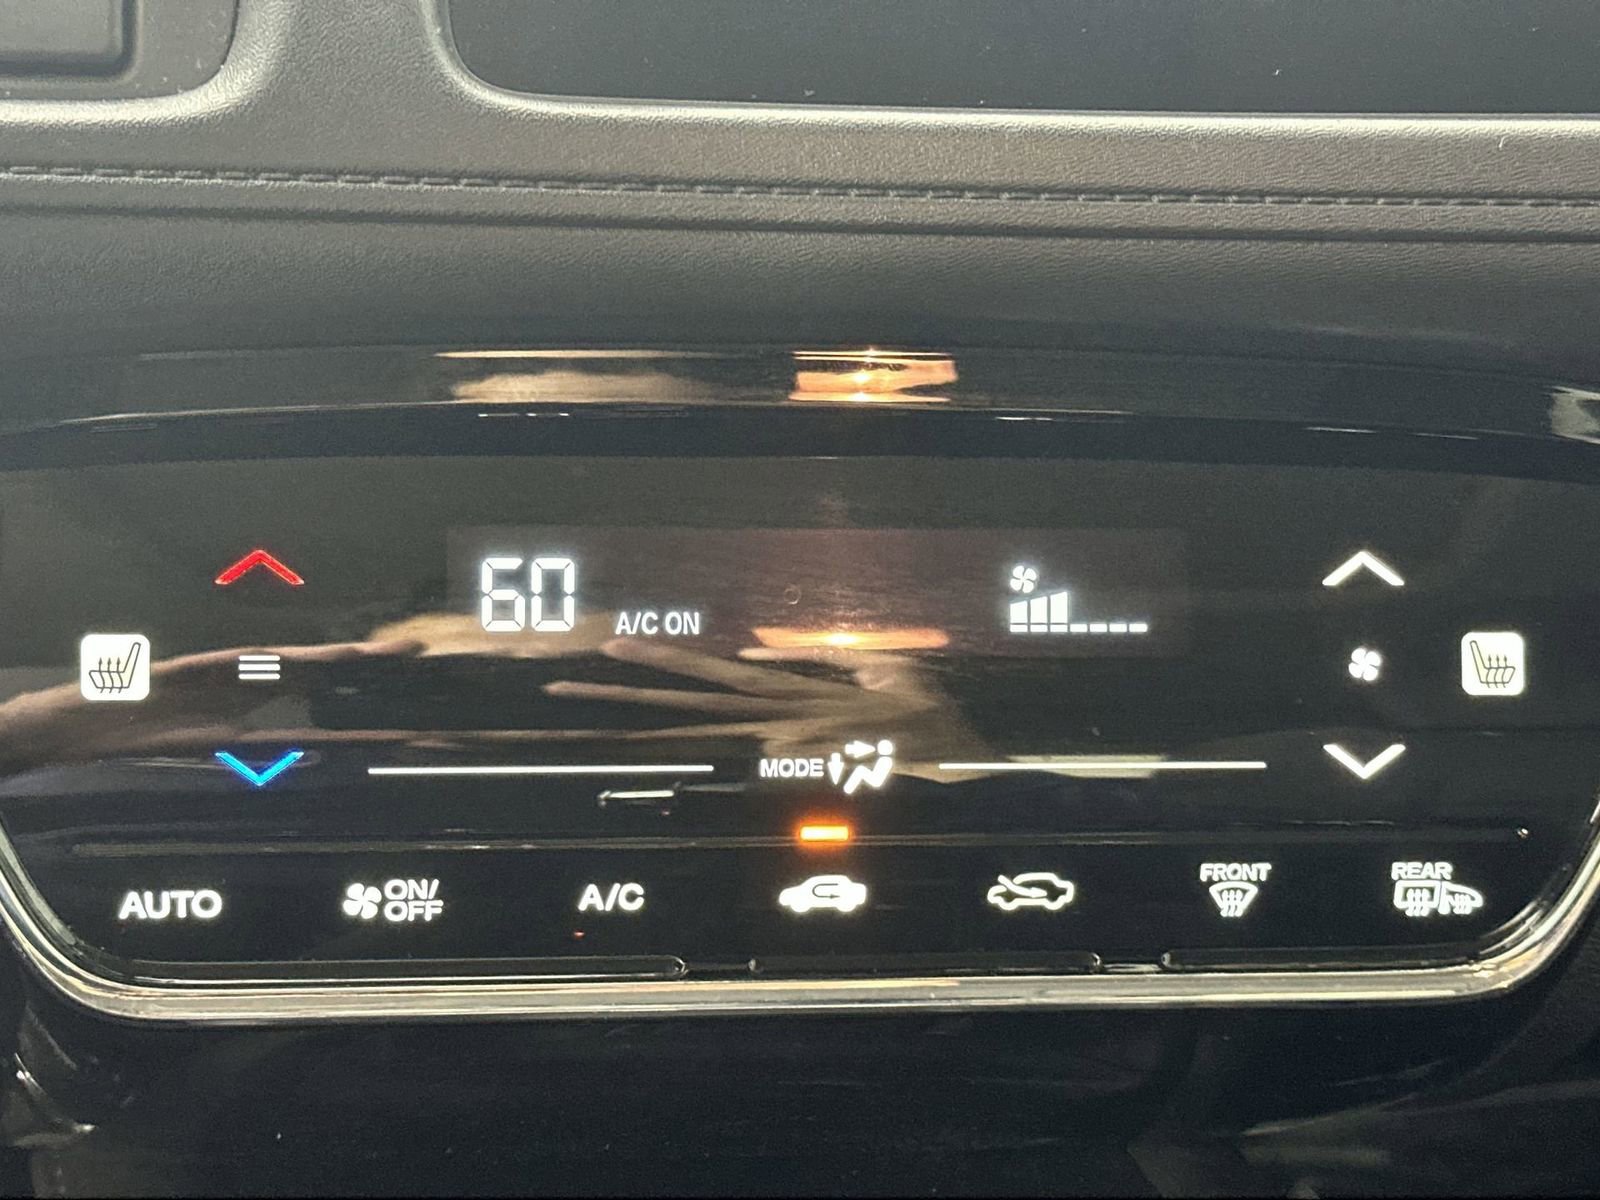 60
A/C ON
MODE
AUTO
ON/
OFF
A/C
FRONT
REAR